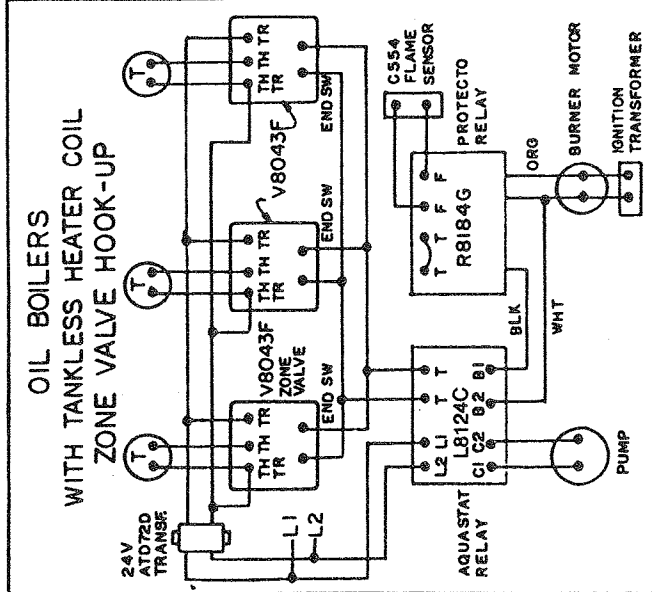 OIL BOILERS
WITH TANKLESS HEATER COIL
ZONE VALVE HOOK-UP
24V
AT072D
TRANSF.
T
T
T
TH TH TR
TR
TH TH TR
TR
TH TH TR
TR
V8043F
ZONE
VALVE
V8043F
V8043F
END SW
END SW
END SW
L1
L2
AQUASTAT
RELAY
L2 L1 T T
L8124C
C1 C2 B2 B1
PUMP
BLK
WHT
C554
FLAME
SENSOR
T T F F
R8184G
PROTECTO
RELAY
ORG
BURNER MOTOR
IGNITION
TRANSFORMER